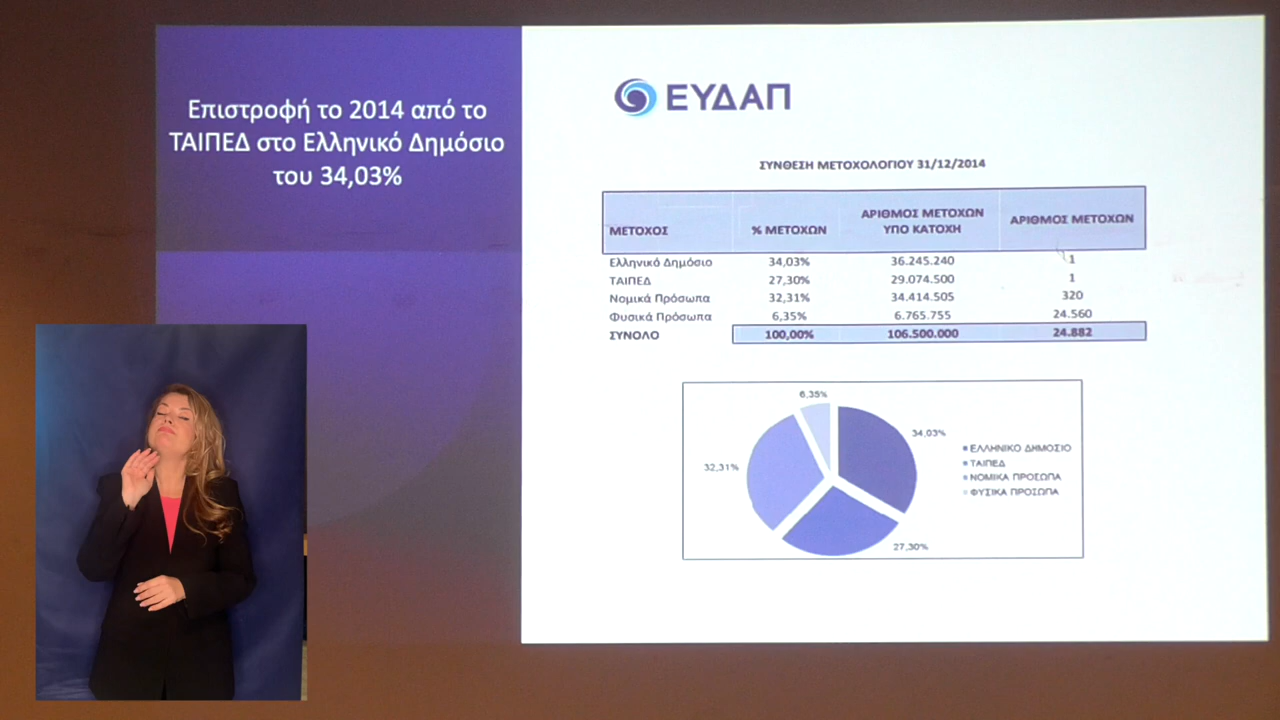 Επιστροφή το 2014 από το
ΤΑΙΠΕΔ στο Ελληνικό Δημόσιο
του 34,03%
ΕΥΔΑΠ
ΣΥΝΘΕΣΗ ΜΕΤΟΧΟΛΟΓΙΟΥ 31/12/2014
ΜΕΤΟΧΟΣ % ΜΕΤΟΧΩΝ ΑΡΙΘΜΟΣ ΜΕΤΟΧΩΝ ΥΠΟ ΚΑΤΟΧΗ ΑΡΙΘΜΟΣ ΜΕΤΟΧΩΝ
Ελληνικό Δημόσιο 34,03% 36.245.240 1
ΤΑΙΠΕΔ 27,30% 29.074.500 1
Νομικά Πρόσωπα 32,31% 34.414.505 320
Φυσικά Πρόσωπα 6,35% 6.765.755 24.560
ΣΥΝΟΛΟ 100,00% 106.500.000 24.882
6,35%
34,03%
32,31%
27,30%
ΕΛΛΗΝΙΚΟ ΔΗΜΟΣΙΟ
ΤΑΙΠΕΔ
ΝΟΜΙΚΑ ΠΡΟΣΩΠΑ
ΦΥΣΙΚΑ ΠΡΟΣΩΠΑ